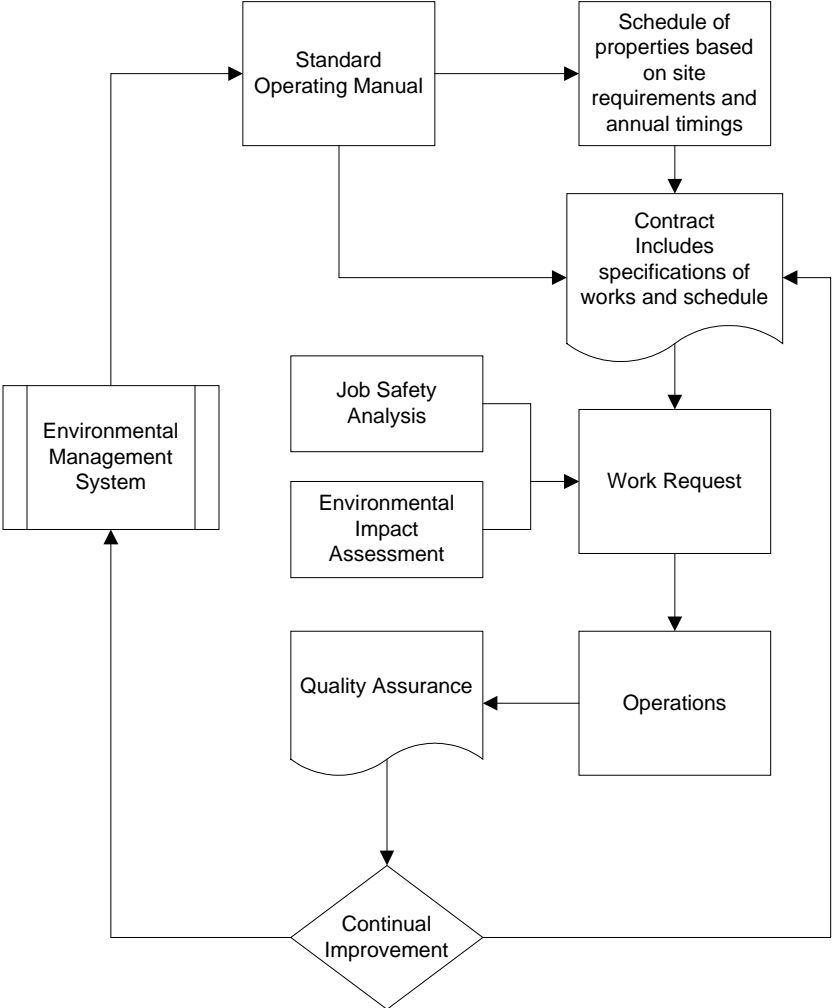 Standard
Operating Manual
Schedule of
properties based
on site
requirements and
annual timings
Contract
Includes
specifications of
works and schedule
Job Safety
Analysis
Environmental
Management
System
Work Request
Environmental
Impact
Assessment
Quality Assurance
Operations
Continual
Improvement